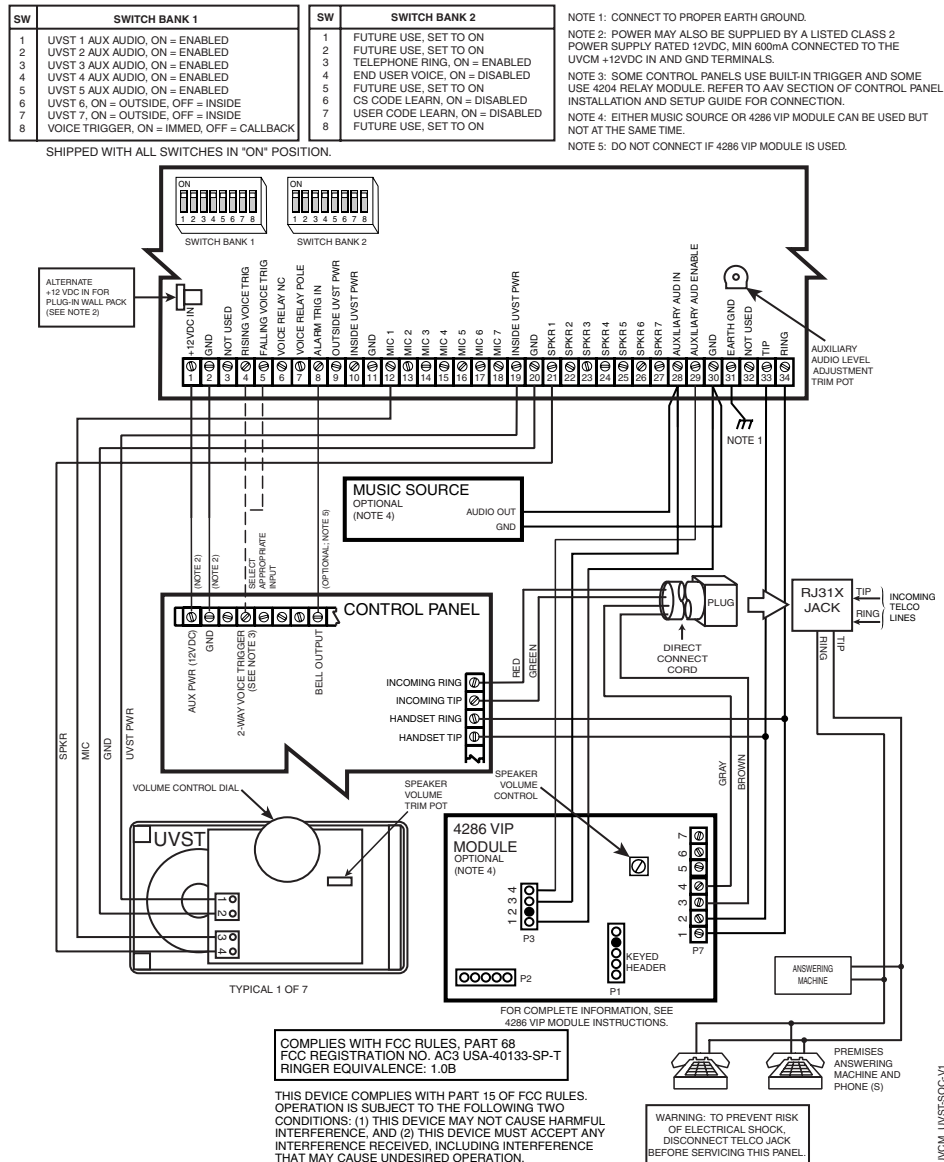 SW SWITCH BANK 1
1 UVST 1 AUX AUDIO, ON = ENABLED
2 UVST 2 AUX AUDIO, ON = ENABLED
3 UVST 3 AUX AUDIO, ON = ENABLED
4 UVST 4 AUX AUDIO, ON = ENABLED
5 UVST 5 AUX AUDIO, ON = ENABLED
6 UVST 6, ON = OUTSIDE, OFF = INSIDE
7 UVST 7, ON = OUTSIDE, OFF = INSIDE
8 VOICE TRIGGER, ON = IMMED, OFF = CALLBACK
SHIPPED WITH ALL SWITCHES IN "ON" POSITION.
SW SWITCH BANK 2
1 FUTURE USE, SET TO ON
2 FUTURE USE, SET TO ON
3 TELEPHONE RING, ON = ENABLED
4 END USER VOICE, ON = DISABLED
5 FUTURE USE, SET TO ON
6 CS CODE LEARN, ON = DISABLED
7 USER CODE LEARN, ON = DISABLED
8 FUTURE USE, SET TO ON
NOTE 1: CONNECT TO PROPER EARTH GROUND.
NOTE 2: POWER MAY ALSO BE SUPPLIED BY A LISTED CLASS 2
POWER SUPPLY RATED 12VDC, MIN 600mA CONNECTED TO THE
UVCM +12VDC IN AND GND TERMINALS.
NOTE 3: SOME CONTROL PANELS USE BUILT-IN TRIGGER AND SOME
USE 4204 RELAY MODULE. REFER TO AAV SECTION OF CONTROL PANEL
INSTALLATION AND SETUP GUIDE FOR CONNECTION.
NOTE 4: EITHER MUSIC SOURCE OR 4286 VIP MODULE CAN BE USED BUT
NOT AT THE SAME TIME.
NOTE 5: DO NOT CONNECT IF 4286 VIP MODULE IS USED.
ON
1 2 3 4 5 6 7 8
SWITCH BANK 1
ON
1 2 3 4 5 6 7 8
SWITCH BANK 2
ALTERNATE
+12 VDC IN FOR
PLUG-IN WALL PACK
(SEE NOTE 2)
+12VDC IN
GND
NOT USED
RISING VOICE TRIG
FALLING VOICE TRIG
VOICE RELAY NC
VOICE RELAY POLE
ALARM TRIG IN
OUTSIDE UVST PWR
INSIDE UVST PWR
GND
MIC 1
MIC 2
MIC 3
MIC 4
MIC 5
MIC 6
MIC 7
INSIDE UVST PWR
GND
SPKR 1
SPKR 2
SPKR 3
SPKR 4
SPKR 5
SPKR 6
SPKR 7
AUXILIARY AUD IN
AUXILIARY AUD ENABLE
GND
EARTH GND
NOT USED
TIP
RING
1 2 3 4 5 6 7 8 9 10 11 12 13 14 15 16 17 18 19 20 21 22 23 24 25 26 27 28 29 30 31 32 33 34
AUXILIARY
AUDIO LEVEL
ADJUSTMENT
TRIM POT
NOTE 1
MUSIC SOURCE
OPTIONAL
(NOTE 4)
AUDIO OUT
GND
(NOTE 2)
(NOTE 2)
SELECT
APPROPRIATE
INPUT
(OPTIONAL; NOTE 5)
CONTROL PANEL
AUX PWR (12VDC)
GND
2-WAY VOICE TRIGGER
(SEE NOTE 3)
BELL OUTPUT
INCOMING RING
INCOMING TIP
HANDSET RING
HANDSET TIP
RED
GREEN
PLUG
DIRECT
CONNECT
CORD
RJ31X
JACK
TIP
RING
INCOMING
TELCO
LINES
RING
TIP
SPKR
MIC
GND
UVST PWR
GRAY
BROWN
VOLUME CONTROL DIAL
SPEAKER
VOLUME
TRIM POT
SPEAKER
VOLUME
CONTROL
UVST
1
2
3
4
TYPICAL 1 OF 7
4286 VIP
MODULE
OPTIONAL
(NOTE 4)
1 2 3 4
P3
P2
KEYED
HEADER
P1
7
6
5
4
3
2
1
P7
FOR COMPLETE INFORMATION, SEE
4286 VIP MODULE INSTRUCTIONS.
ANSWERING
MACHINE
PREMISES
ANSWERING
MACHINE AND
PHONE (S)
COMPLIES WITH FCC RULES, PART 68
FCC REGISTRATION NO. AC3 USA-40133-SP-T
RINGER EQUIVALENCE: 1.0B
THIS DEVICE COMPLIES WITH PART 15 OF FCC RULES.
OPERATION IS SUBJECT TO THE FOLLOWING TWO
CONDITIONS: (1) THIS DEVICE MAY NOT CAUSE HARMFUL
INTERFERENCE, AND (2) THIS DEVICE MUST ACCEPT ANY
INTERFERENCE RECEIVED, INCLUDING INTERFERENCE
THAT MAY CAUSE UNDESIRED OPERATION.
WARNING: TO PREVENT RISK
OF ELECTRICAL SHOCK,
DISCONNECT TELCO JACK
BEFORE SERVICING THIS PANEL.
UVCM_UVST-SOC-V1